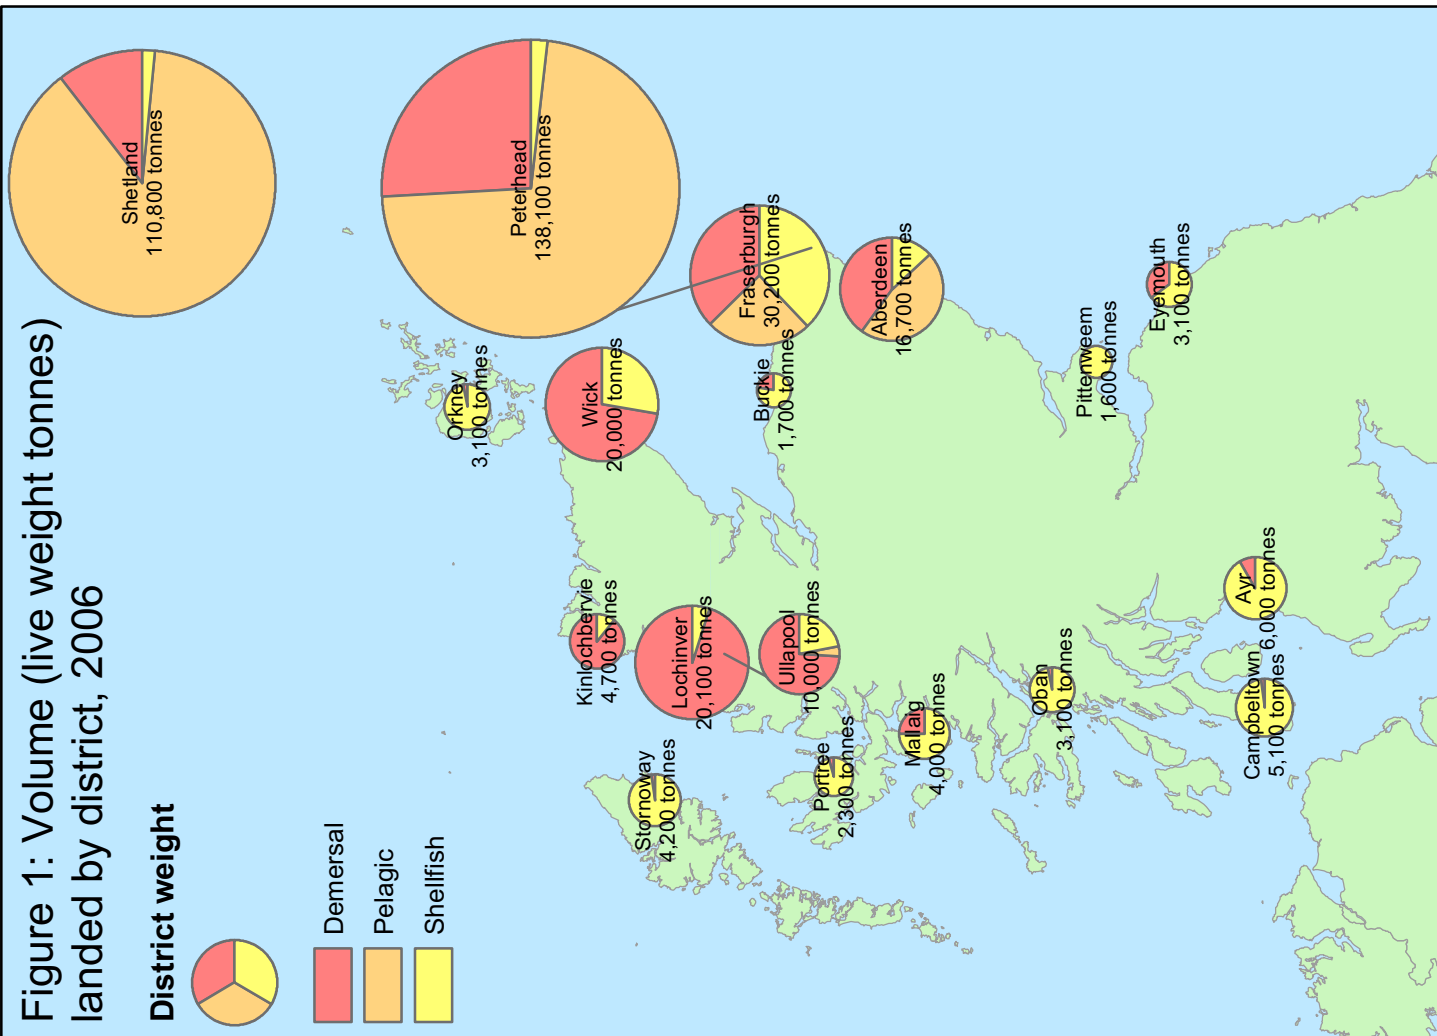 Figure 1: Volume (live weight tonnes)
landed by district, 2006
District weight
Demersal
Pelagic
Shellfish
Shetland
110,800 tonnes
Peterhead
138,100 tonnes
Orkney
3,100 tonnes
Wick
20,000 tonnes
Fraserburgh
30,200 tonnes
Buckie
1,700 tonnes
Aberdeen
16,700 tonnes
Kinlochbervie
4,700 tonnes
Lochinver
20,100 tonnes
Ullapool
10,000 tonnes
Stornoway
4,200 tonnes
Portree
2,300 tonnes
Mallaig
4,000 tonnes
Oban
3,100 tonnes
Pittenweem
1,600 tonnes
Eyemouth
3,100 tonnes
Ayr
6,000 tonnes
Campbeltown
5,100 tonnes